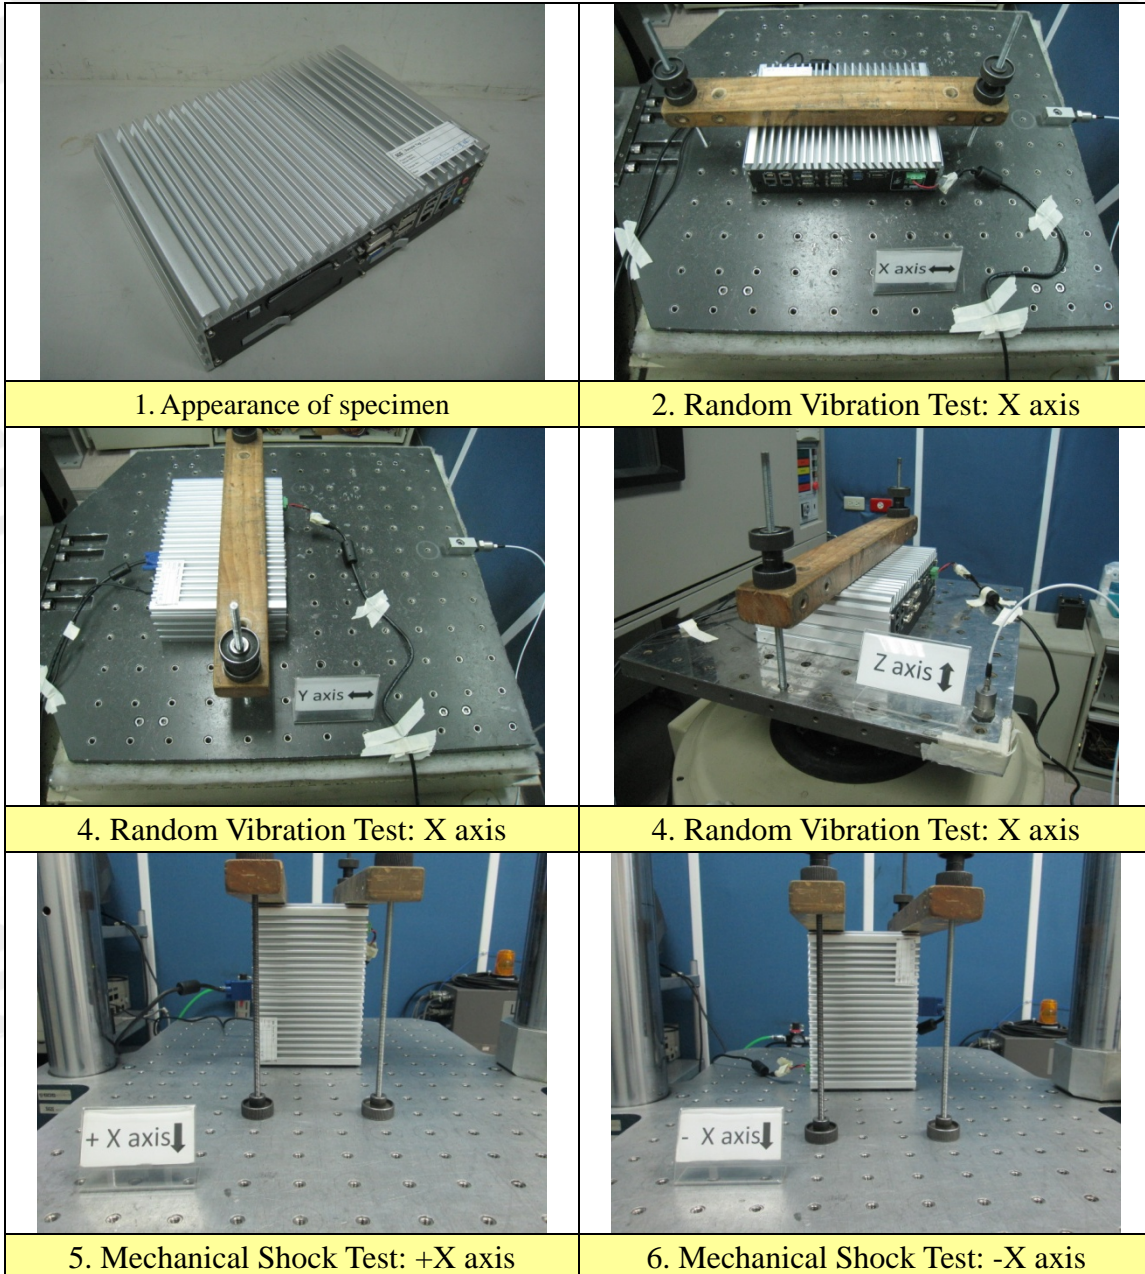 1. Appearance of specimen
X axis ⬌
2. Random Vibration Test: X axis
Y axis ⬌
4. Random Vibration Test: X axis
Z axis ⬍
4. Random Vibration Test: X axis
+ X axis⬇
5. Mechanical Shock Test: +X axis
- X axis⬇
6. Mechanical Shock Test: -X axis